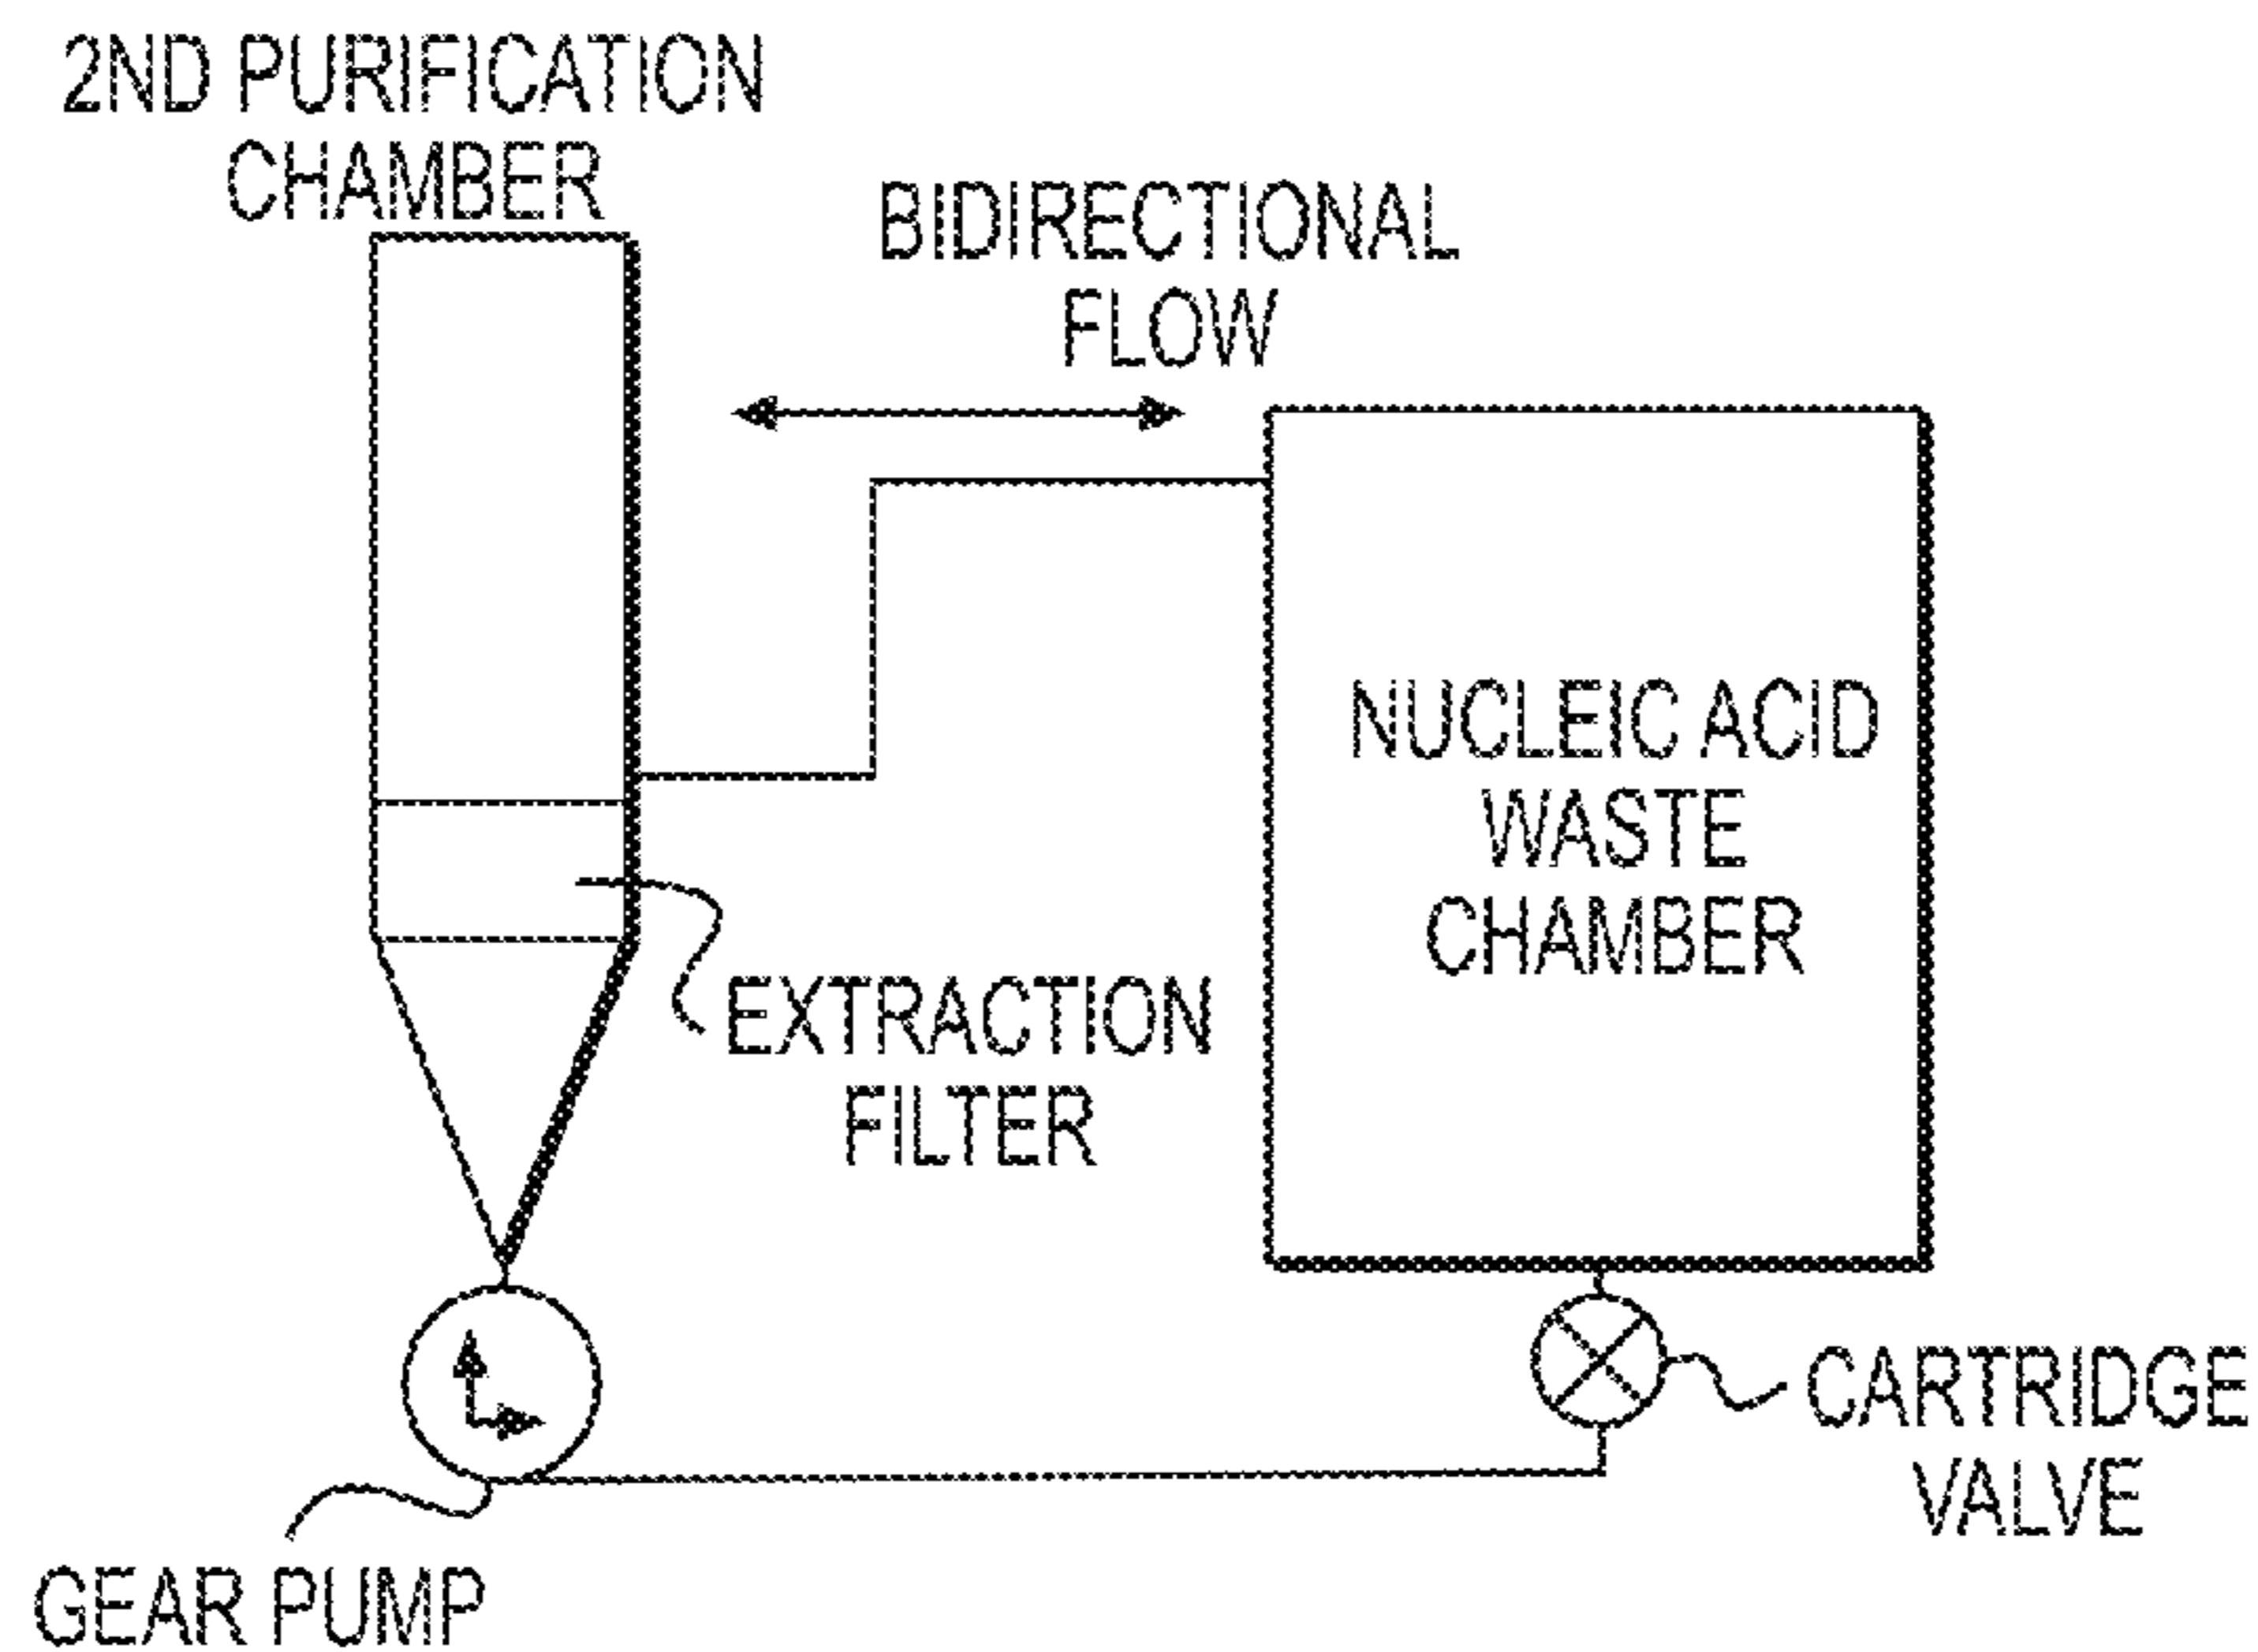 2ND PURIFICATION
CHAMBER
BIDIRECTIONAL
FLOW
NUCLEIC ACID
WASTE
CHAMBER
EXTRACTION
FILTER
CARTRIDGE
VALVE
GEAR PUMP